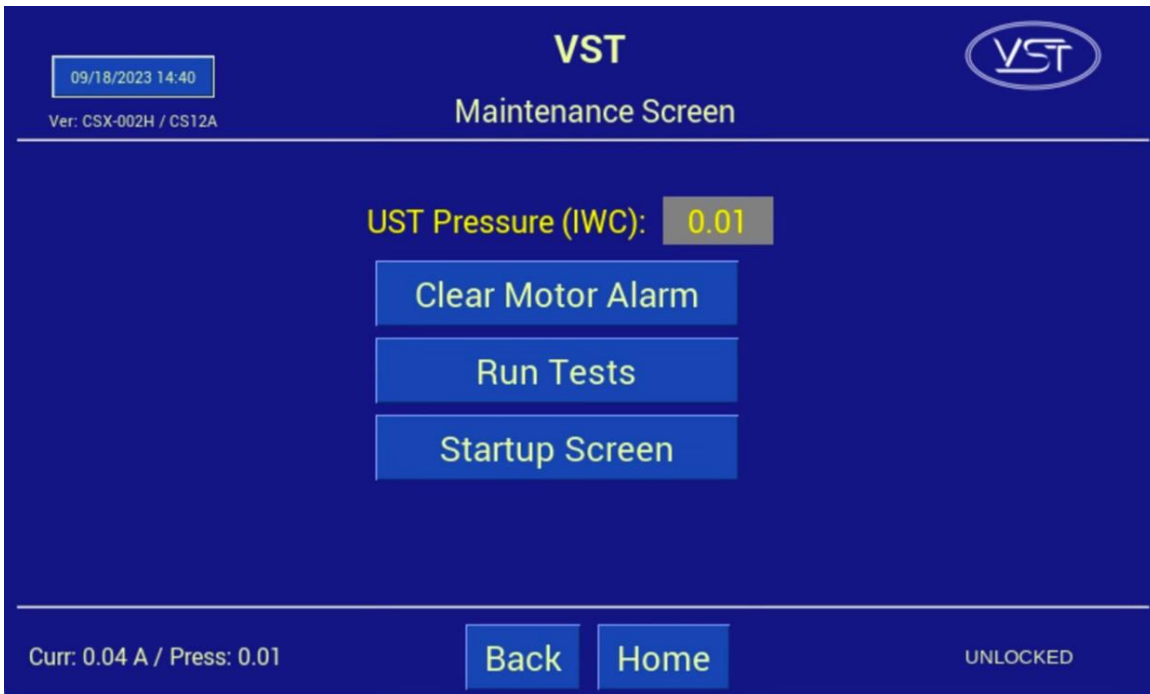 VST
VST
09/18/2023 14:40
Maintenance Screen
Ver: CSX-002H / CS12A
UST Pressure (IWC): 0.01
Clear Motor Alarm
Run Tests
Startup Screen
Curr: 0.04 A / Press: 0.01
Back
Home
UNLOCKED